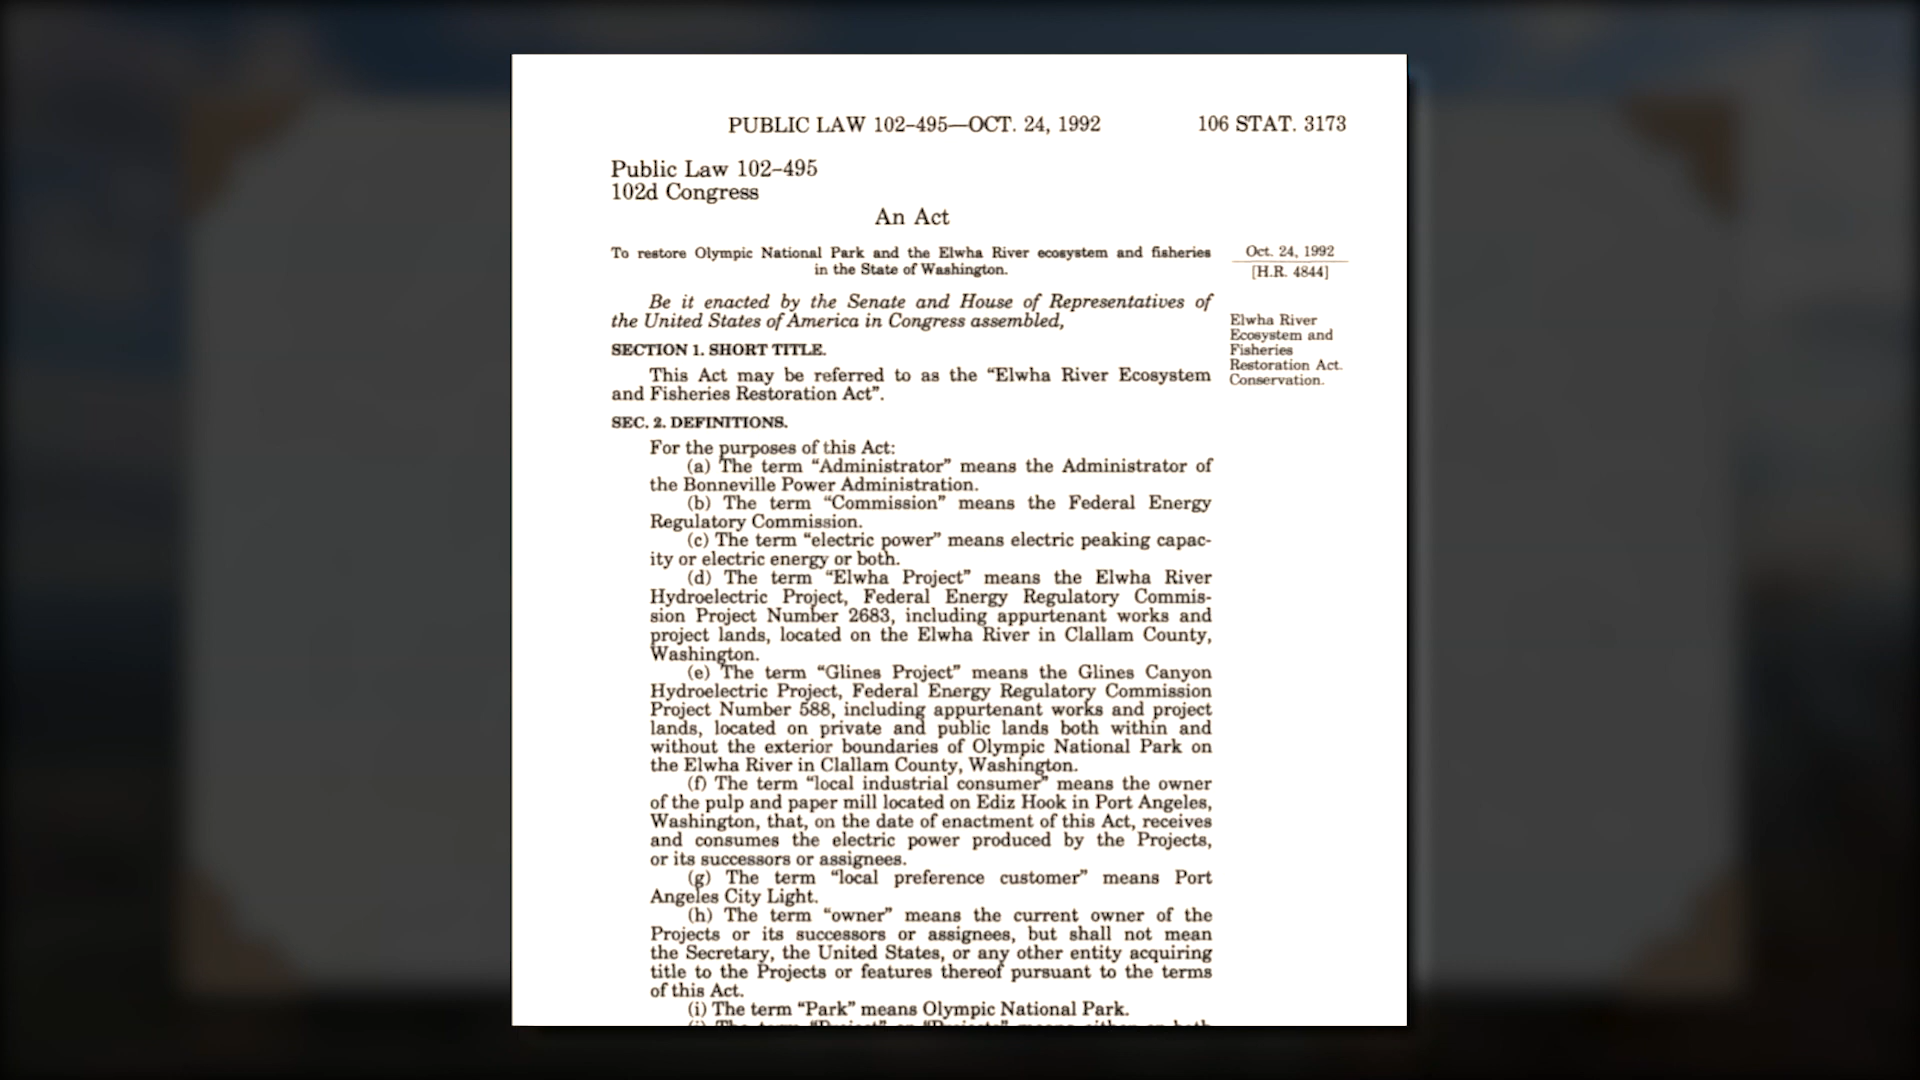 PUBLIC LAW 102–495—OCT. 24, 1992 106 STAT. 3173
Public Law 102–495
102d Congress
An Act
To restore Olympic National Park and the Elwha River ecosystem and fisheries
in the State of Washington.
Oct. 24, 1992
[H.R. 4844]
Be it enacted by the Senate and House of Representatives of
the United States of America in Congress assembled,
Elwha River
Ecosystem and
Fisheries
Restoration Act.
Conservation.
SECTION 1. SHORT TITLE.
This Act may be referred to as the “Elwha River Ecosystem
and Fisheries Restoration Act”.
SEC. 2. DEFINITIONS.
For the purposes of this Act:
(a) The term “Administrator” means the Administrator of
the Bonneville Power Administration.
(b) The term “Commission” means the Federal Energy
Regulatory Commission.
(c) The term “electric power” means electric peaking capac-
ity or electric energy or both.
(d) The term “Elwha Project” means the Elwha River
Hydroelectric Project, Federal Energy Regulatory Commis-
sion Project Number 2683, including appurtenant works and
project lands, located on the Elwha River in Clallam County,
Washington.
(e) The term “Glines Project” means the Glines Canyon
Hydroelectric Project, Federal Energy Regulatory Commission
Project Number 588, including appurtenant works and project
lands, located on private and public lands both within and
without the exterior boundaries of Olympic National Park on
the Elwha River in Clallam County, Washington.
(f) The term “local industrial consumer” means the owner
of the pulp and paper mill located on Ediz Hook in Port Angeles,
Washington, that, on the date of enactment of this Act, receives
and consumes the electric power produced by the Projects,
or its successors or assignees.
(g) The term “local preference customer” means Port
Angeles City Light.
(h) The term “owner” means the current owner of the
Projects or its successors or assignees, but shall not mean
the Secretary, the United States, or any other entity acquiring
title to the Projects or features thereof pursuant to the terms
of this Act.
(i) The term “Park” means Olympic National Park.